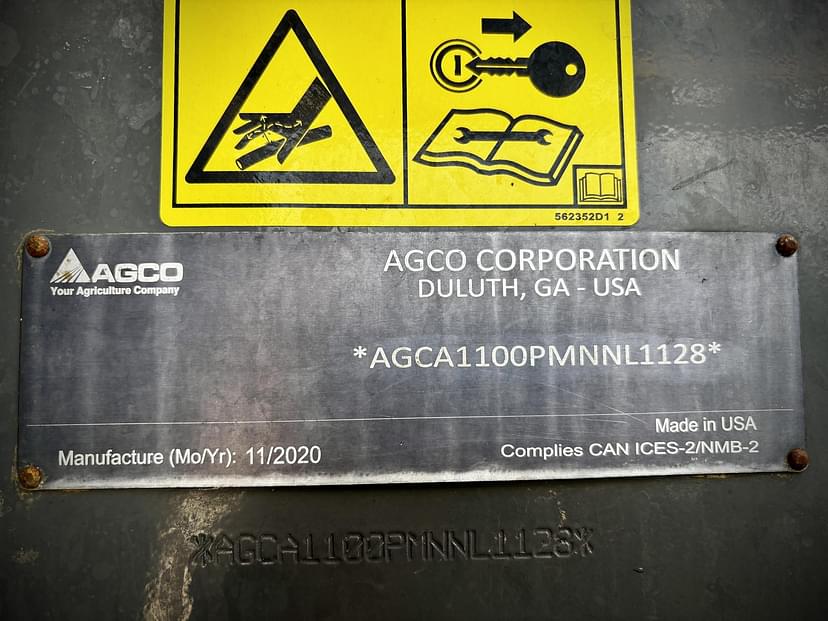 562352D1 2
AGCO
Your Agriculture Company
AGCO CORPORATION
DULUTH, GA - USA
*AGCA1100PMNNL1128*
Made in USA
Manufacture (Mo/Yr): 11/2020
Complies CAN ICES-2/NMB-2
*AGCA1100PMNNL1128*